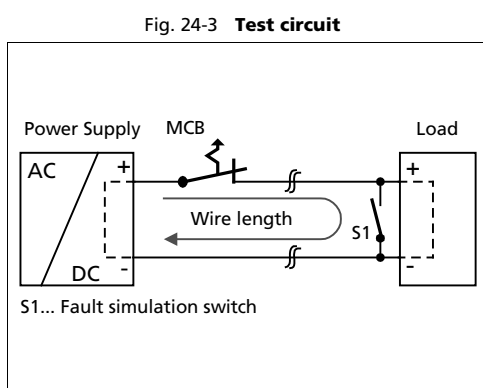 Fig. 24-3 Test circuit
Power Supply MCB Load
AC + +
Wire length
S1
DC - -
S1... Fault simulation switch